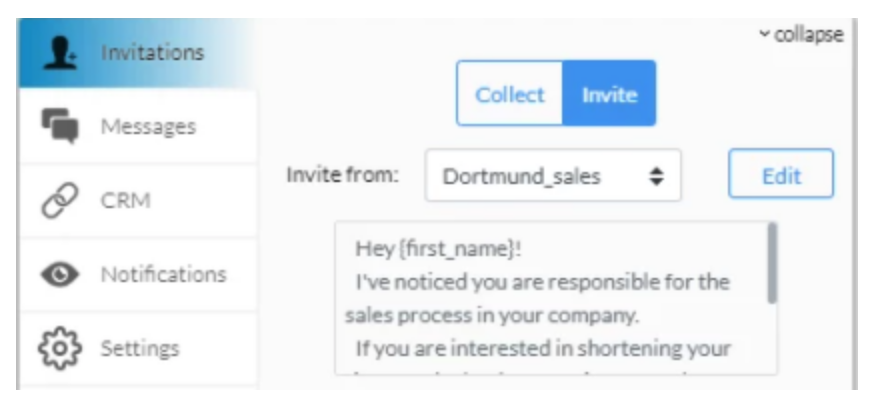 Invitations
Messages
CRM
Notifications
Settings
collapse
Collect Invite
Invite from: Dortmund_sales Edit
Hey {first_name}!
I've noticed you are responsible for the
sales process in your company.
If you are interested in shortening your